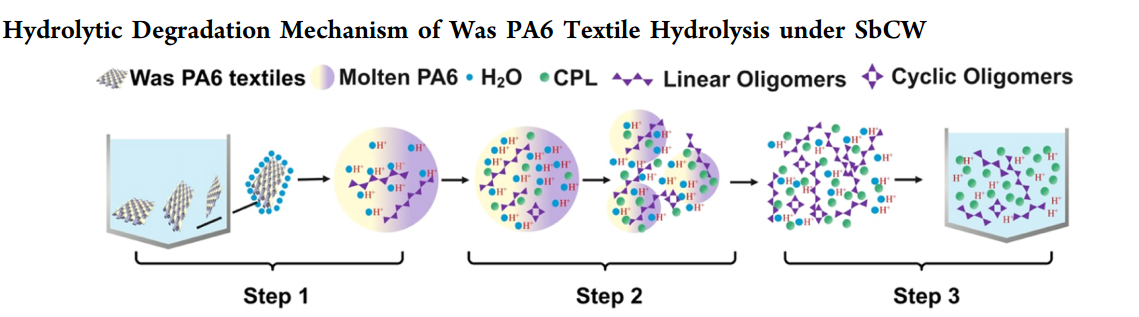 Hydrolytic Degradation Mechanism of Was PA6 Textile Hydrolysis under SbCW
Was PA6 textiles Molten PA6 H₂O CPL Linear Oligomers Cyclic Oligomers
Step 1 Step 2 Step 3